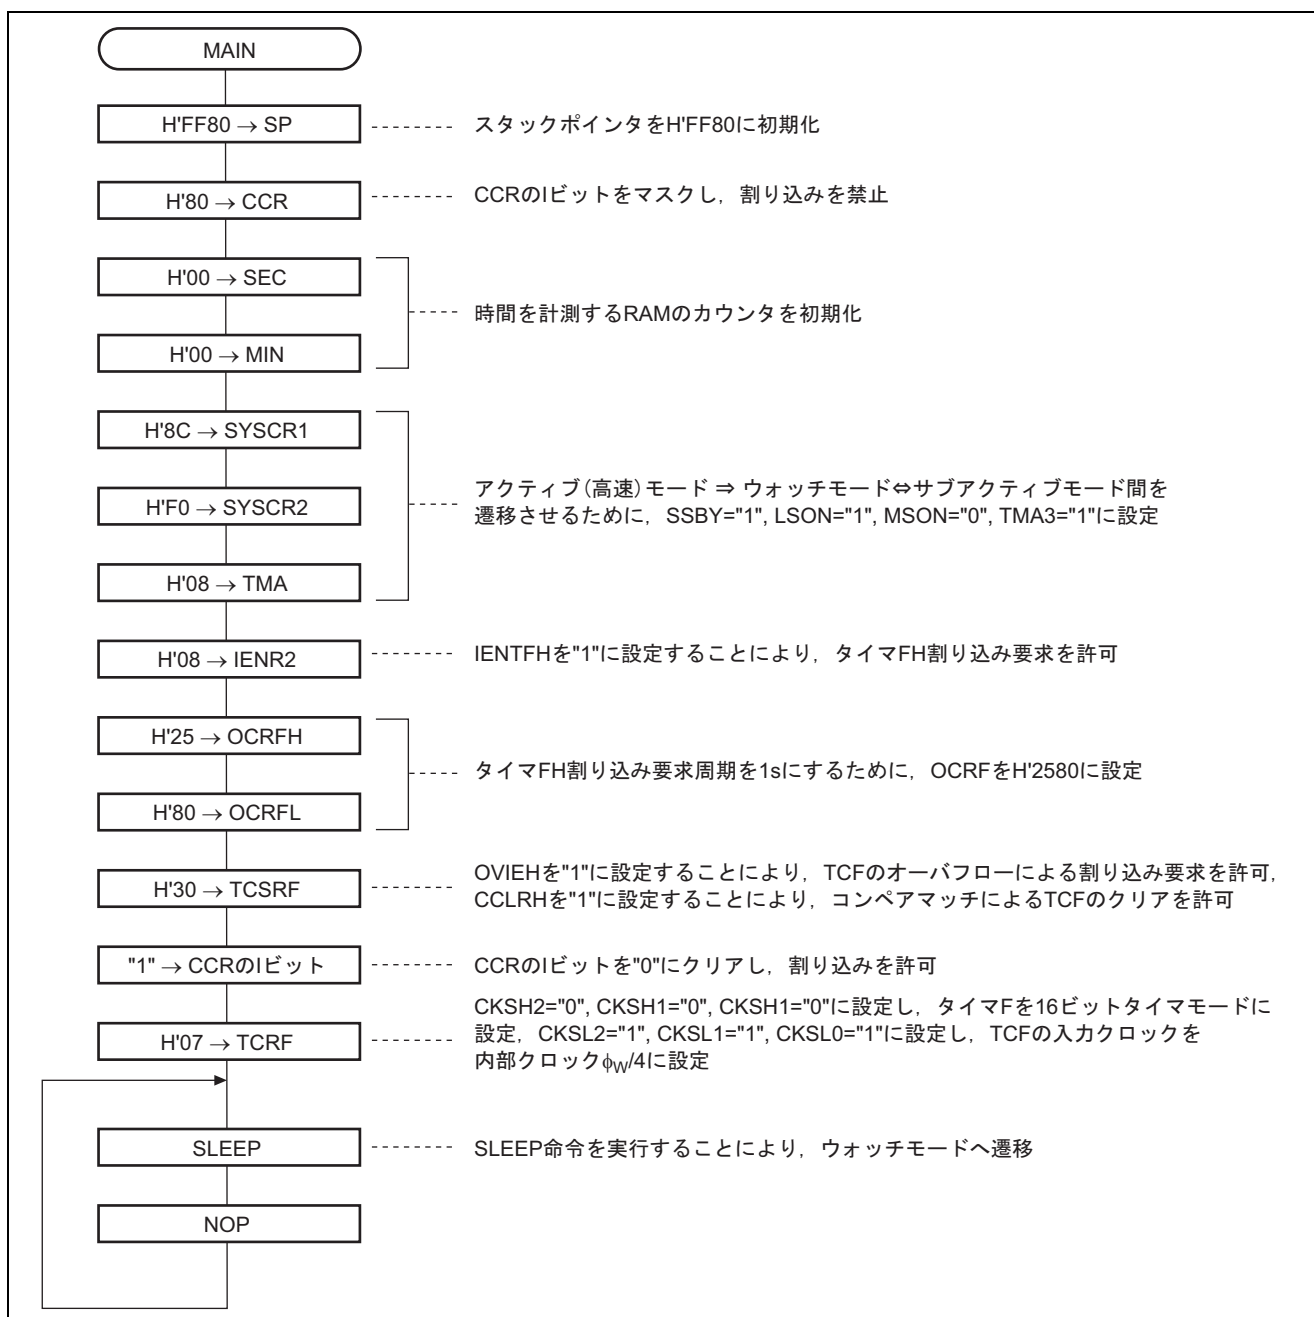 MAIN
H'FF80 → SP
スタックポインタをH'FF80に初期化
H'80 → CCR
CCRのIビットをマスクし，割り込みを禁止
H'00 → SEC
H'00 → MIN
時間を計測するRAMのカウンタを初期化
H'8C → SYSCR1
H'F0 → SYSCR2
H'08 → TMA
アクティブ（高速）モード ⇒ ウォッチモード⇔サブアクティブモード間を
遷移させるために，SSBY="1", LSON="1", MSON="0", TMA3="1"に設定
H'08 → IENR2
IENTFHを"1"に設定することにより，タイマFH割り込み要求を許可
H'25 → OCRFH
H'80 → OCRFL
タイマFH割り込み要求周期を1sにするために，OCRFをH'2580に設定
H'30 → TCSRF
OVIEHを"1"に設定することにより，TCFのオーバフローによる割り込み要求を許可，
CCLRHを"1"に設定することにより，コンペアマッチによるTCFのクリアを許可
"1" → CCRのIビット
CCRのIビットを"0"にクリアし，割り込みを許可
H'07 → TCRF
CKSH2="0", CKSH1="0", CKSH1="0"に設定し，タイマFを16ビットタイマモードに
設定，CKSL2="1", CKSL1="1", CKSL0="1"に設定し，TCFの入力クロックを
内部クロックφW/4に設定
SLEEP
SLEEP命令を実行することにより，ウォッチモードへ遷移
NOP